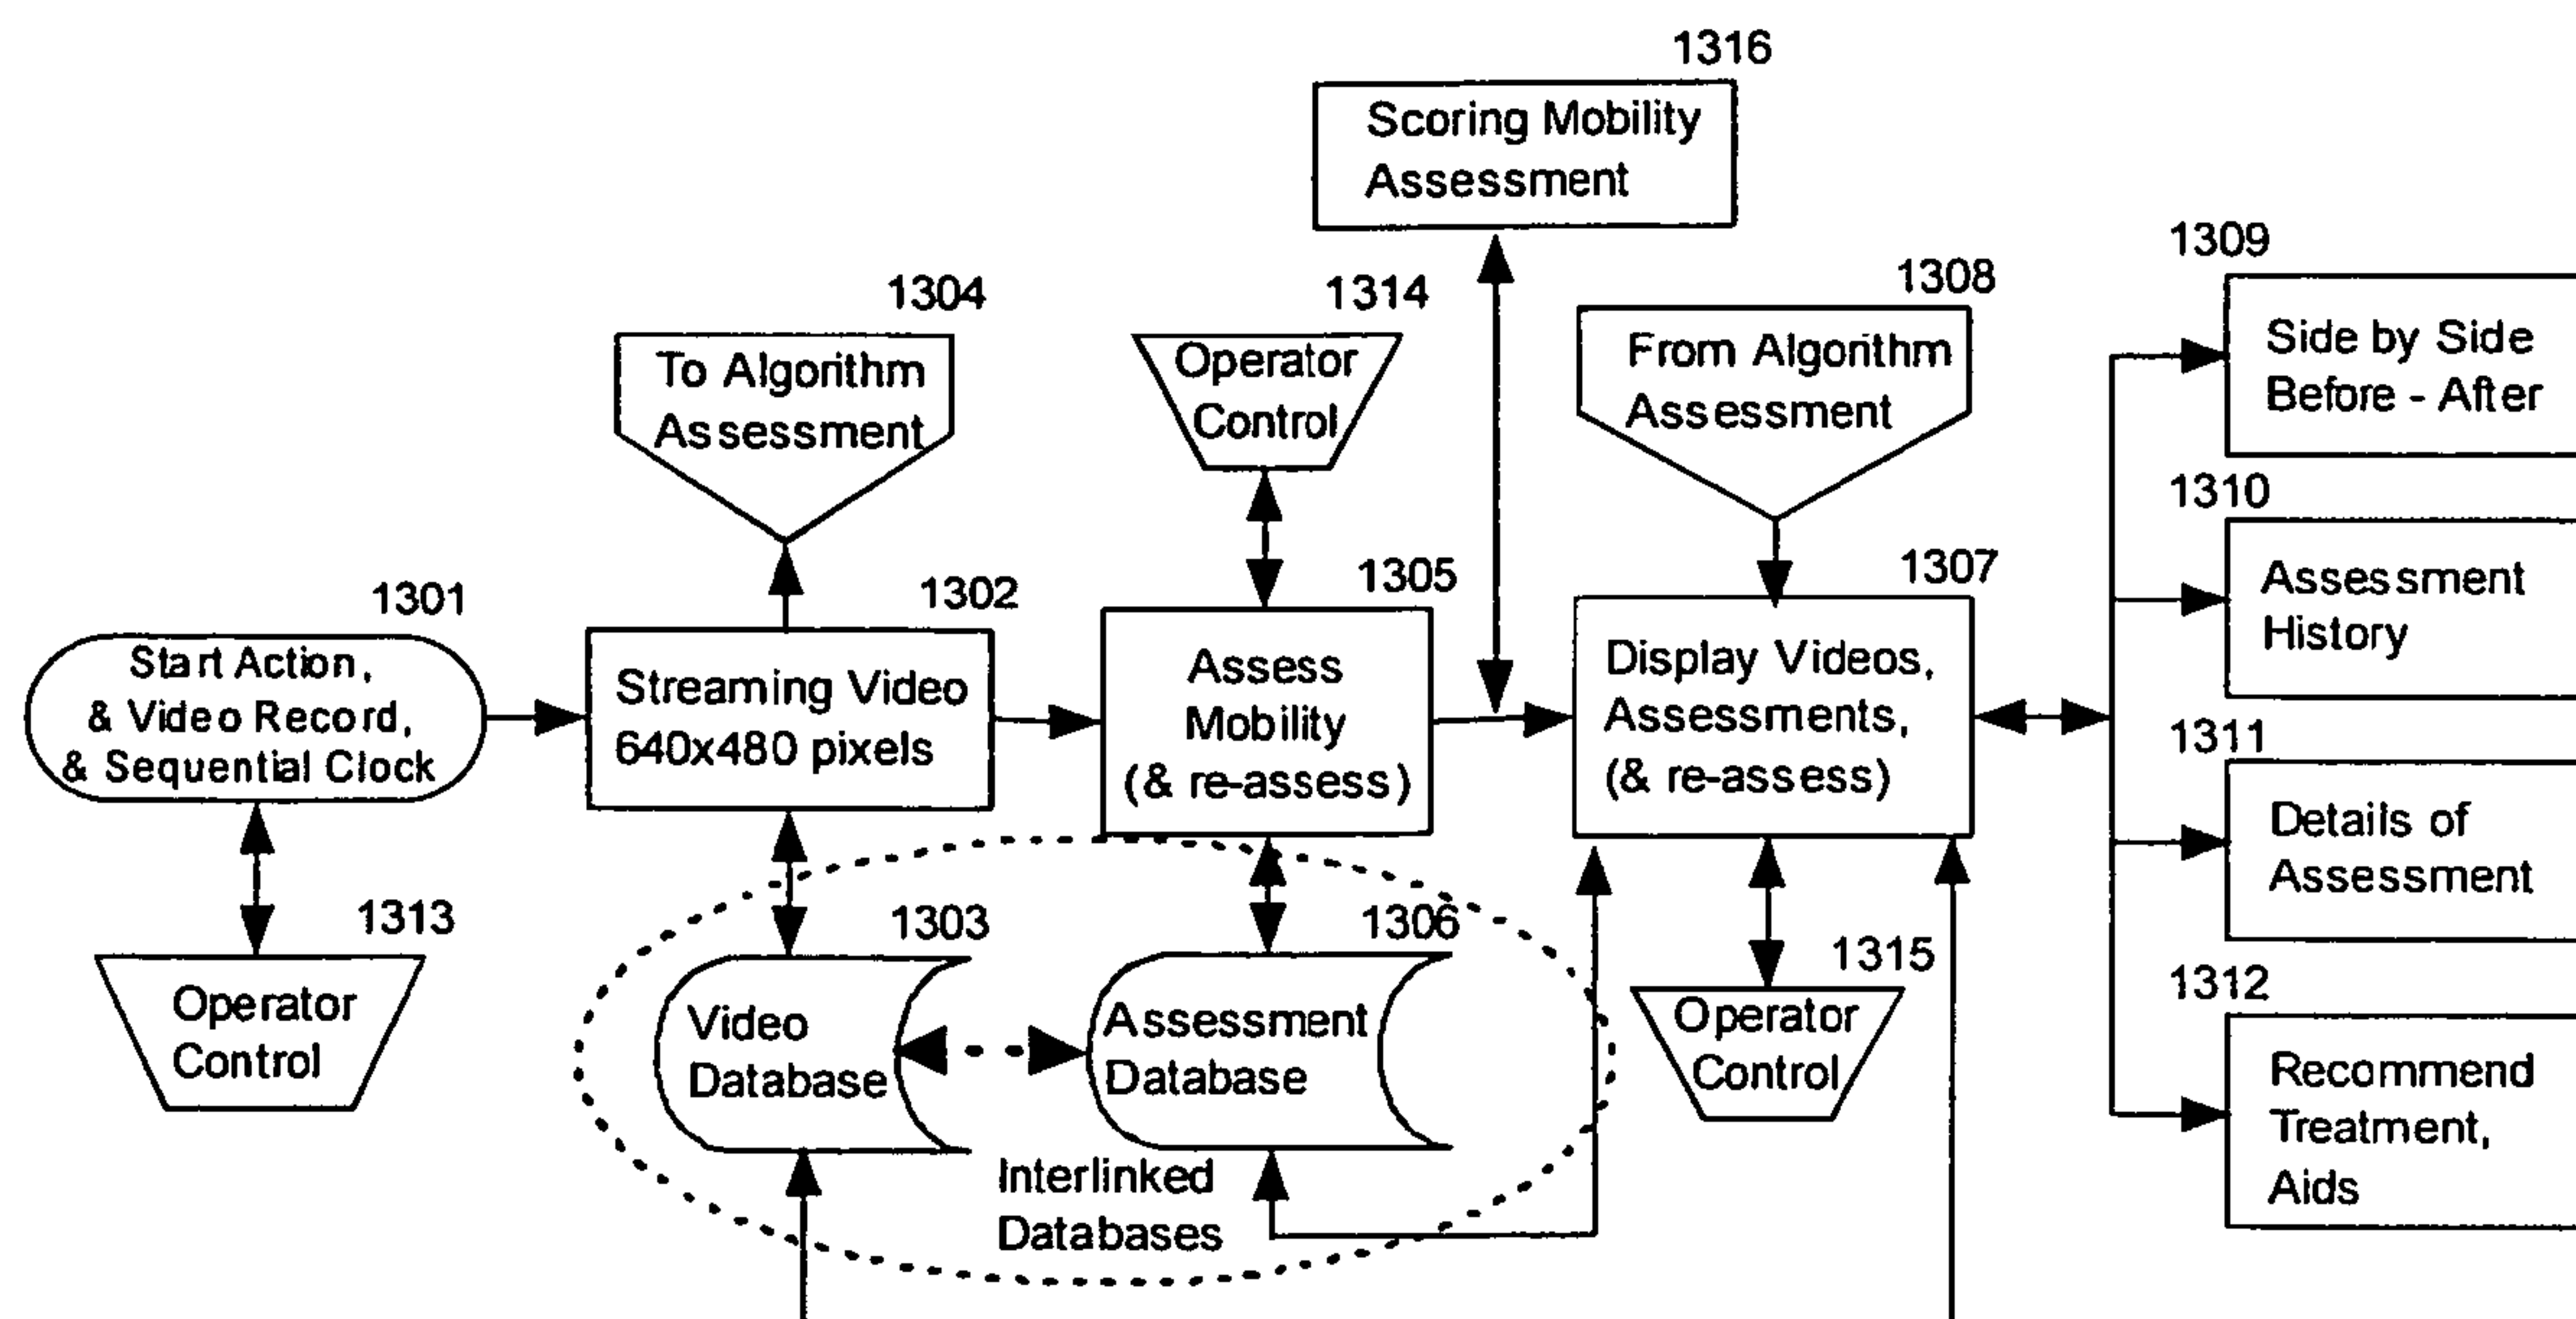 1316
Scoring Mobility
Assessment
1304
To Algorithm
Assessment
1314
Operator
Control
1308
From Algorithm
Assessment
1309
Side by Side
Before - After
1310
Assessment
History
1301
Start Action,
& Video Record,
& Sequential Clock
1302
Streaming Video
640x480 pixels
1305
Assess
Mobility
(& re-assess)
1307
Display Videos,
Assessments,
(& re-assess)
1311
Details of
Assessment
1313
Operator
Control
1303
Video
Database
1306
Assessment
Database
Interlinked
Databases
1315
Operator
Control
1312
Recommend
Treatment,
Aids